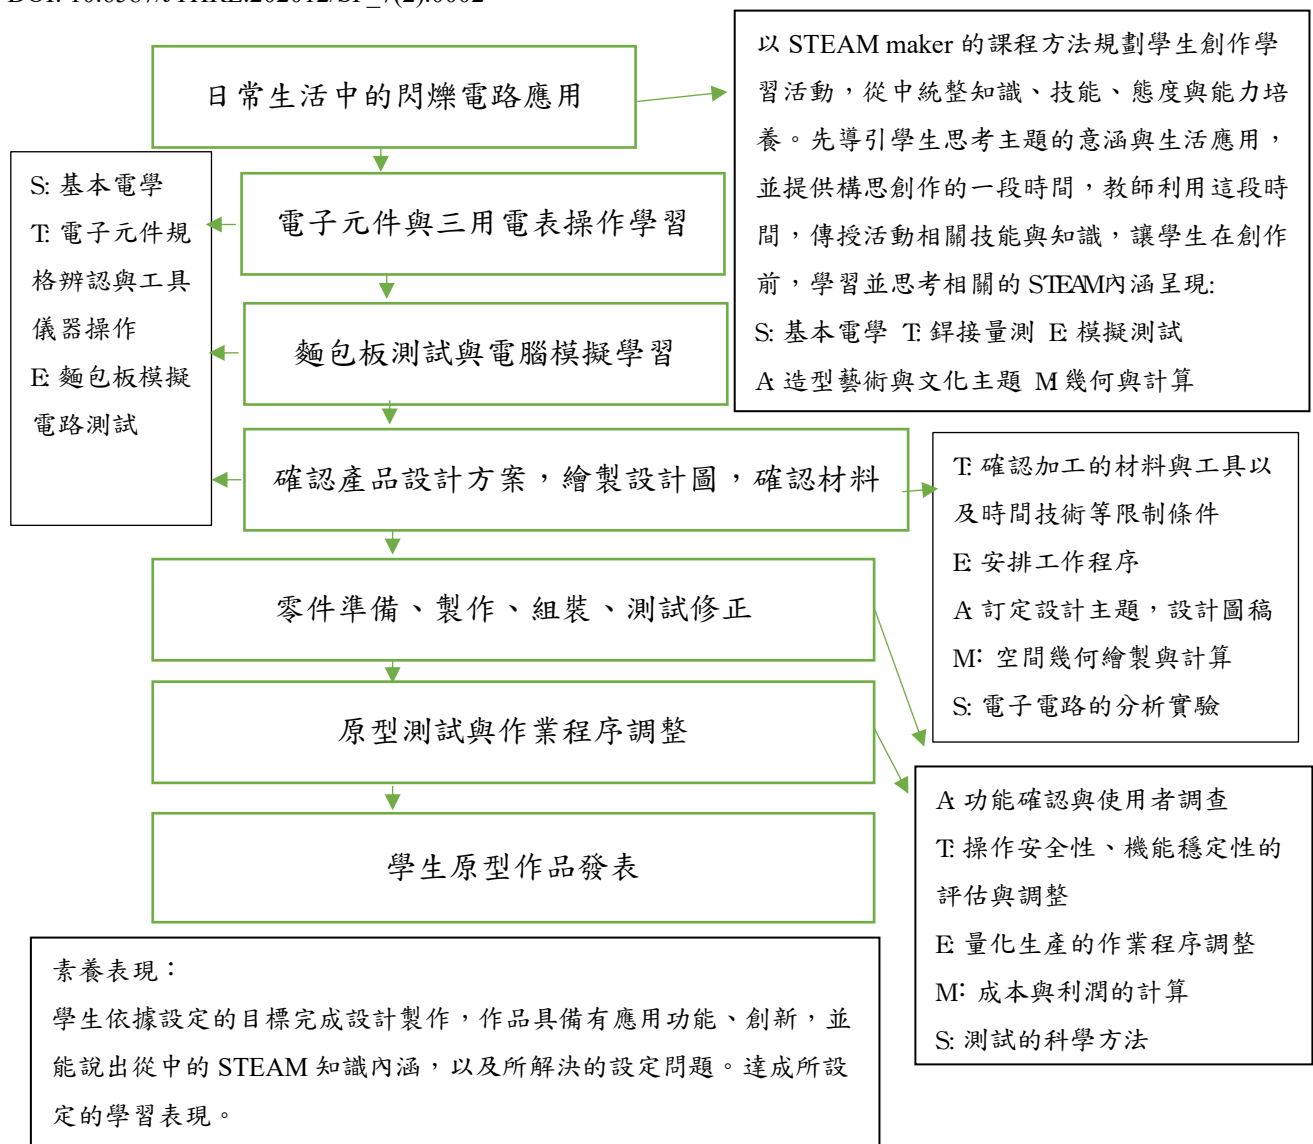 日常生活中的閃爍電路應用
以 STEAM maker 的課程方法規劃學生創作學
習活動，從中統整知識、技能、態度與能力培
養。先導引學生思考主題的意涵與生活應用，
並提供構思創作的一段時間，教師利用這段時
間，傳授活動相關技能與知識，讓學生在創作
前，學習並思考相關的 STEAM內涵呈現:
S: 基本電學 T: 銲接量測 E: 模擬測試
A: 造型藝術與文化主題 M: 幾何與計算
電子元件與三用電表操作學習
S: 基本電學
T: 電子元件規
格辨認與工具
儀器操作
E: 麵包板模擬
電路測試
麵包板測試與電腦模擬學習
確認產品設計方案，繪製設計圖，確認材料
T: 確認加工的材料與工具以
及時間技術等限制條件
E: 安排工作程序
A: 訂定設計主題，設計圖稿
M: 空間幾何繪製與計算
S: 電子電路的分析實驗
零件準備、製作、組裝、測試修正
原型測試與作業程序調整
A: 功能確認與使用者調查
T: 操作安全性、機能穩定性的
評估與調整
E: 量化生產的作業程序調整
M: 成本與利潤的計算
S: 測試的科學方法
學生原型作品發表
素養表現：
學生依據設定的目標完成設計製作，作品具備有應用功能、創新，並
能說出從中的 STEAM 知識內涵，以及所解決的設定問題。達成所設
定的學習表現。